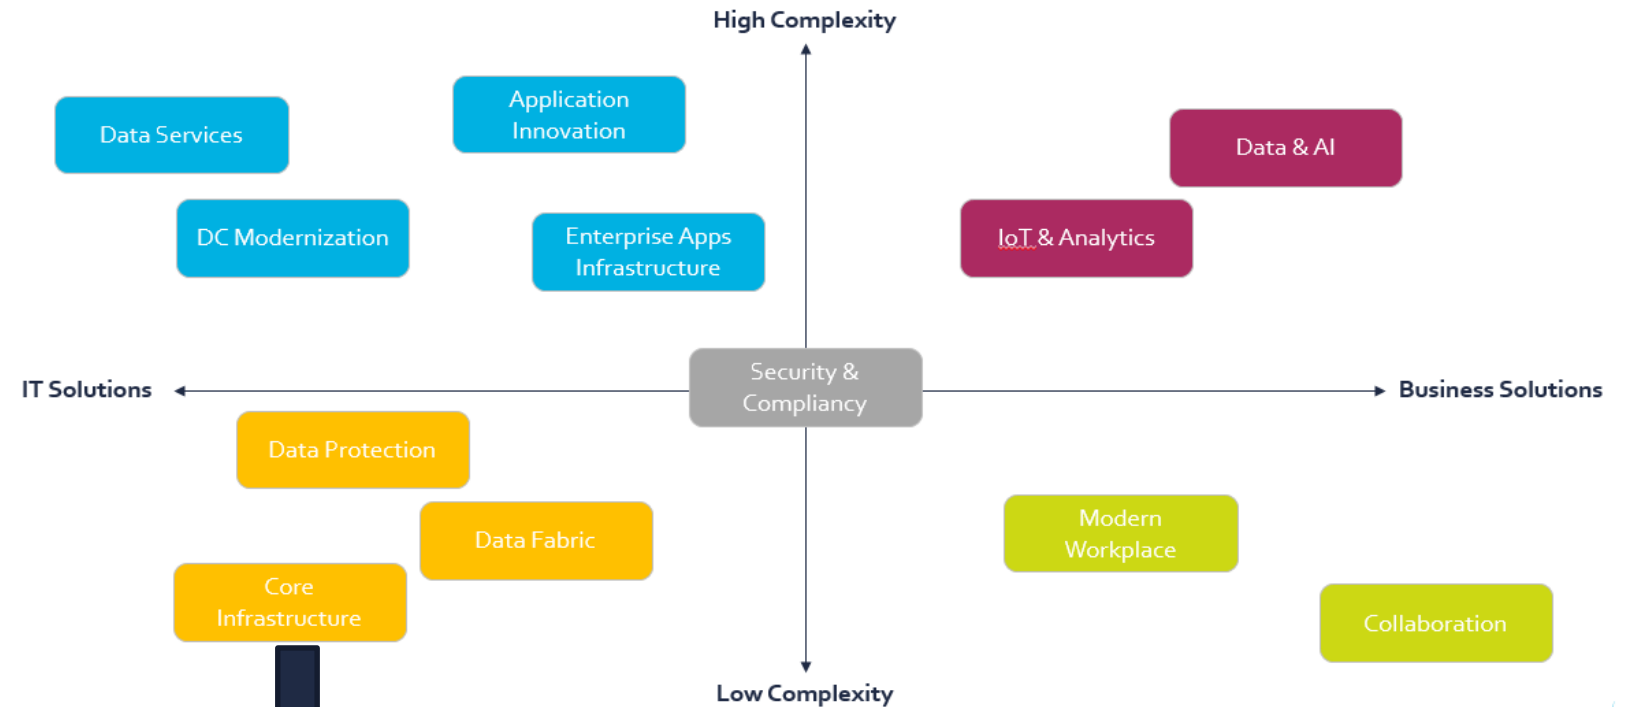 High Complexity
Application
Innovation
Data Services
Data & AI
DC Modernization
Enterprise Apps
Infrastructure
IoT & Analytics
Security &
Compliancy
IT Solutions
Business Solutions
Data Protection
Data Fabric
Modern
Workplace
Core
Infrastructure
Collaboration
Low Complexity